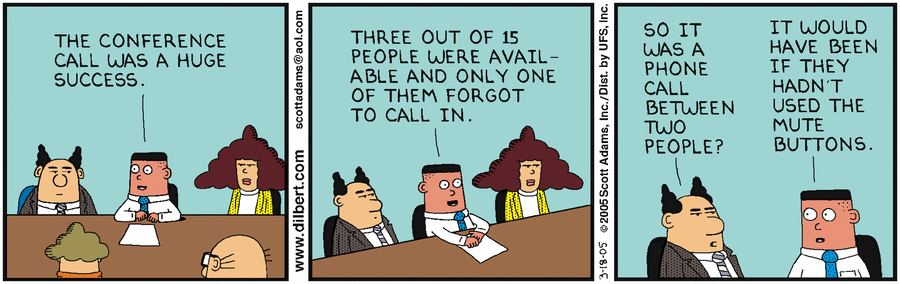 THE CONFERENCE
CALL WAS A HUGE
SUCCESS.
www.dilbert.com
scottadams@aol.com
THREE OUT OF 15
PEOPLE WERE AVAIL-
ABLE AND ONLY ONE
OF THEM FORGOT
TO CALL IN.
3-18-05 ©2005 Scott Adams, Inc./Dist. by UFS, Inc.
SO IT
WAS A
PHONE
CALL
BETWEEN
TWO
PEOPLE?
IT WOULD
HAVE BEEN
IF THEY
HADN'T
USED THE
MUTE
BUTTONS.